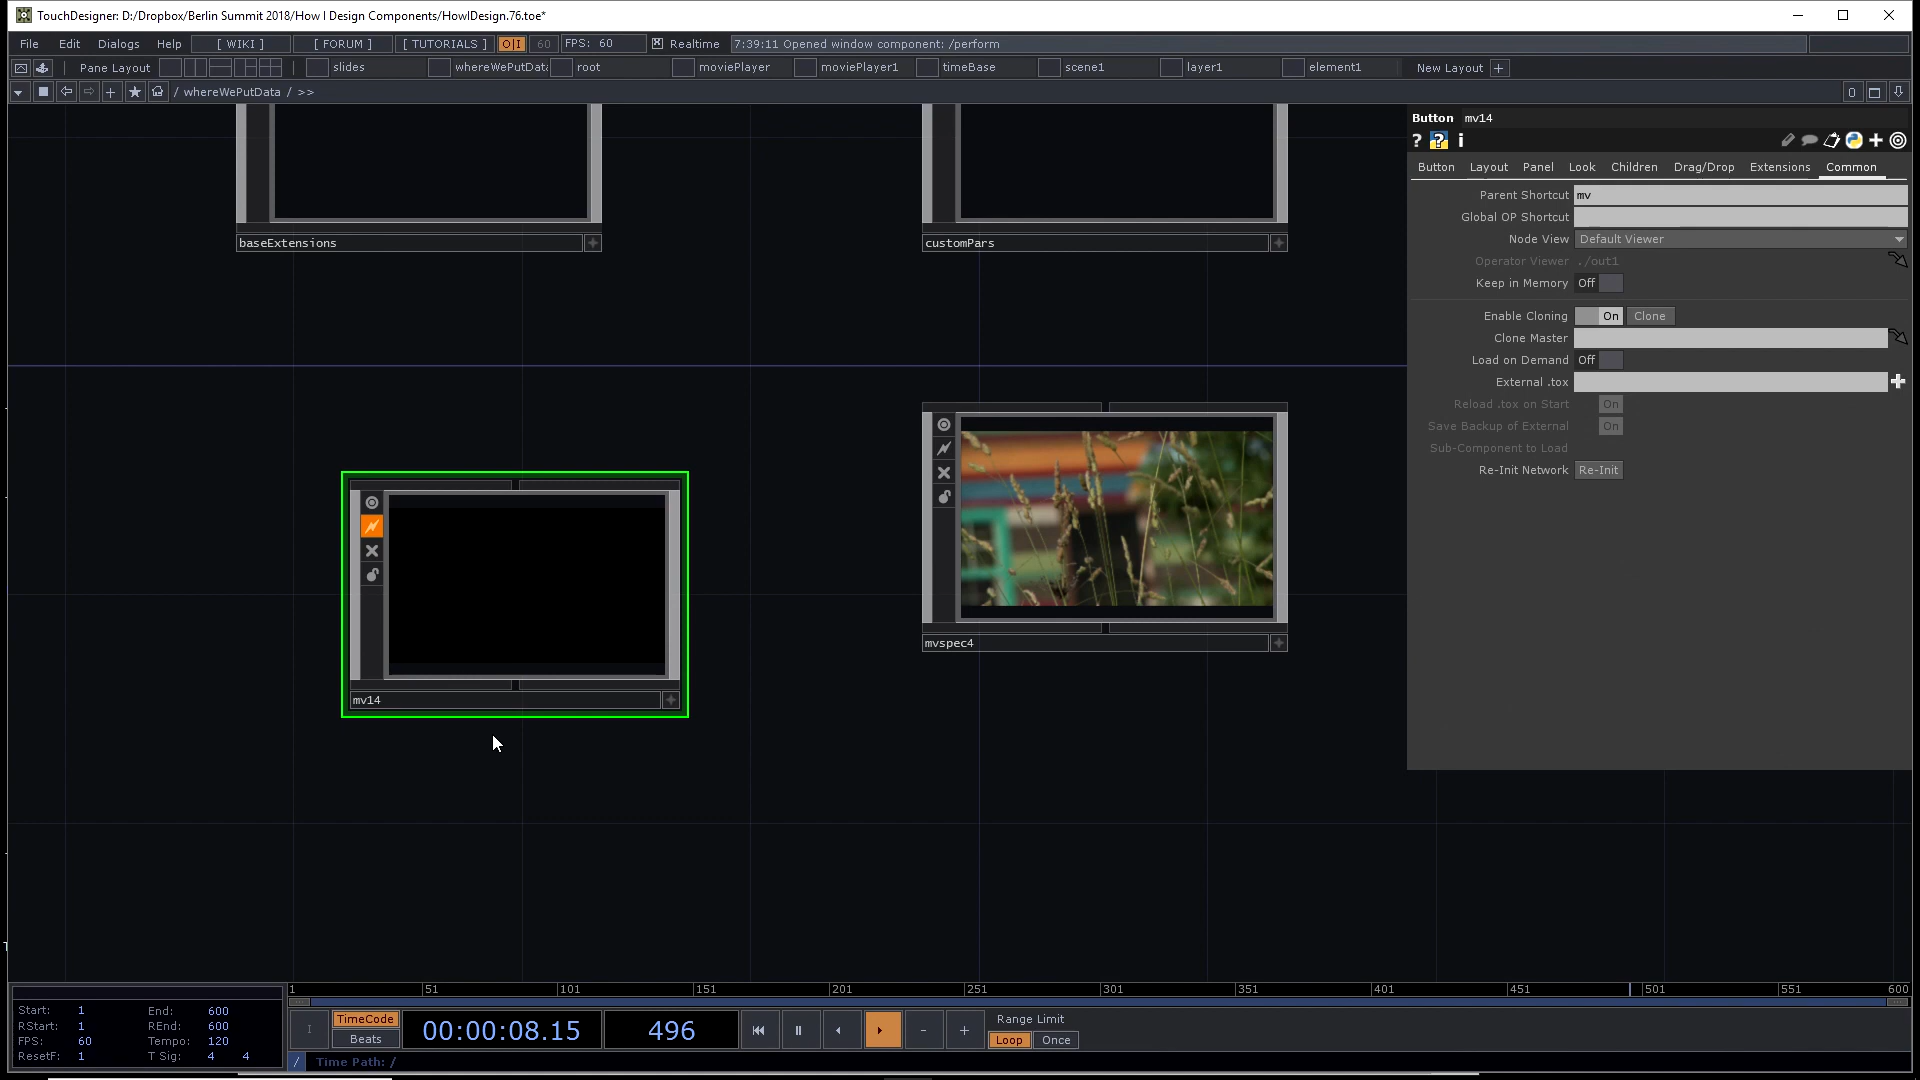 TouchDesigner: D:/Dropbox/Berlin Summit 2018/How I Design Components/HowIDesign.76.toe*
File Edit Dialogs Help [ WIKI ] [ FORUM ] [ TUTORIALS ] O|I 60 FPS: 60 Realtime 7:39:11 Opened window component: /perform
Pane Layout slides whereWePutData root moviePlayer moviePlayer1 timeBase scene1 layer1 element1 New Layout +
/ whereWePutData / >> 0
Button mv14
? ? i
Button Layout Panel Look Children Drag/Drop Extensions Common
Parent Shortcut mv
Global OP Shortcut
Node View Default Viewer
Operator Viewer ./out1
Keep in Memory Off
Enable Cloning On Clone
Clone Master
Load on Demand Off
External .tox
Reload .tox on Start On
Save Backup of External On
Sub-Component to Load
Re-Init Network Re-Init
baseExtensions
customPars
mvspec4
mv14
1 51 101 151 201 251 301 351 401 451 501 551 600
Start: 1 End: 600
RStart: 1 REnd: 600
FPS: 60 Tempo: 120
ResetF: 1 T Sig: 4 4
TimeCode
Beats
00:00:08.15
496
- +
Range Limit
Loop Once
/ Time Path: /